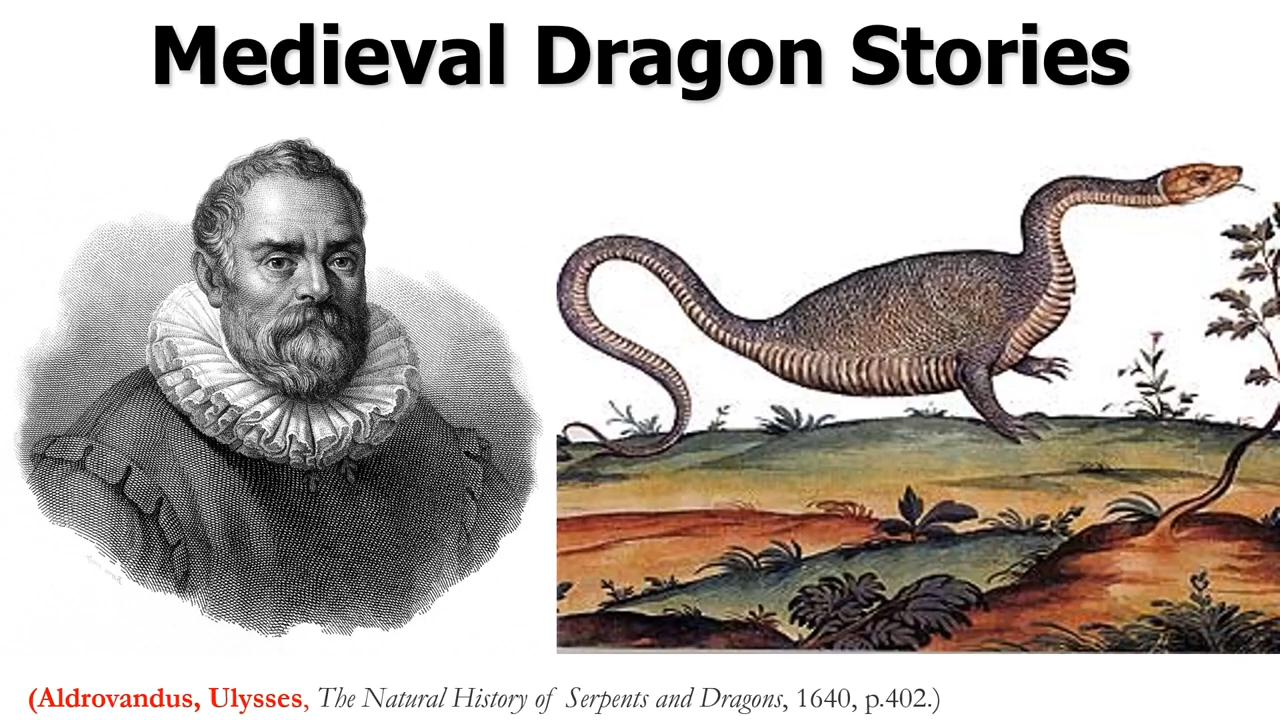 Medieval Dragon Stories
(Aldrovandus, Ulysses, The Natural History of Serpents and Dragons, 1640, p.402.)